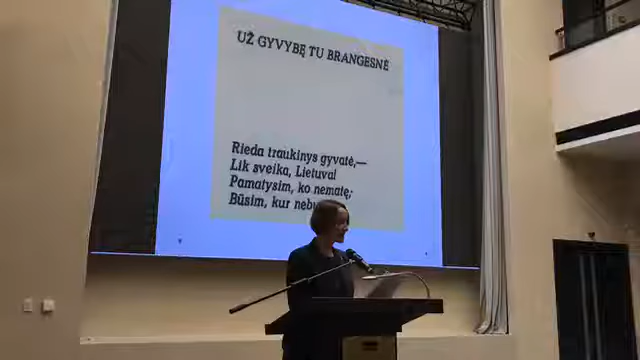 UŽ GYVYBĘ TU BRANGESNĖ
Rieda traukinys gyvatė,—
Lik sveika, Lietuva!
Pamatysim, ko nematę;
Būsim, kur